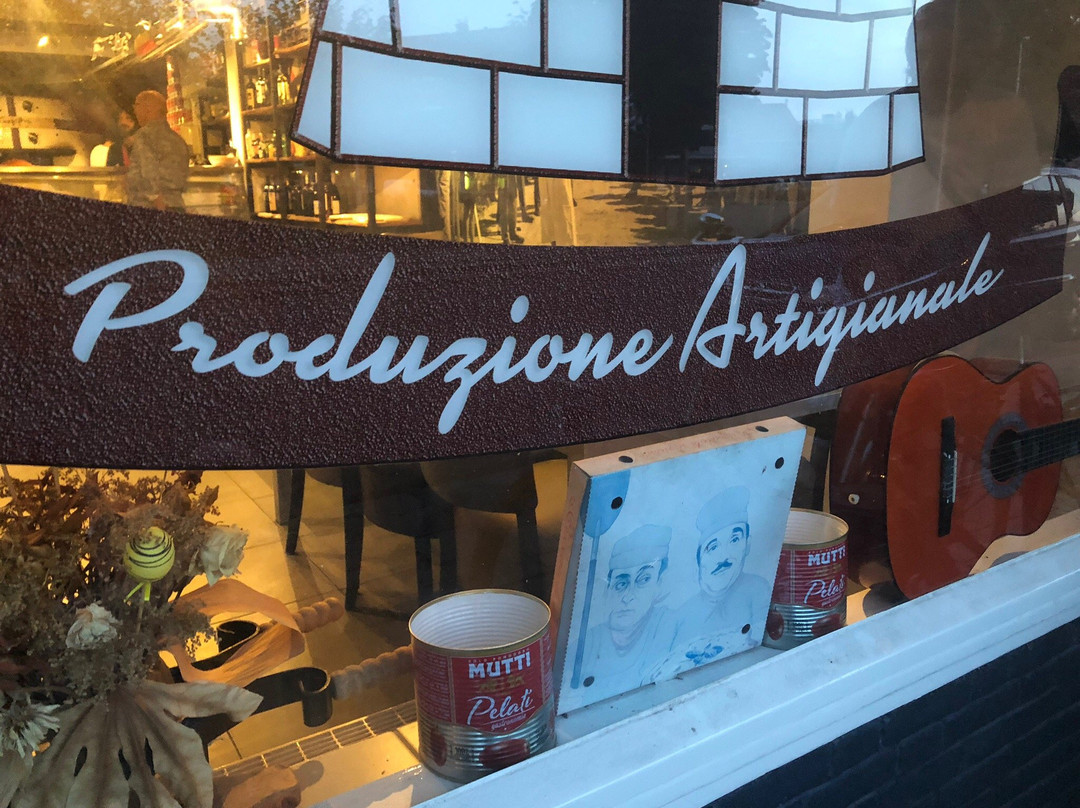 Produzione Artigianale
MUTTI
Pelati
MUTTI
Pelati